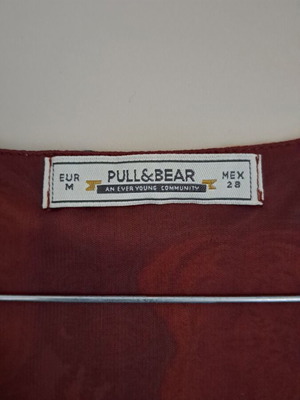 EUR
M
PULL&BEAR
AN EVER YOUNG COMMUNITY
MEX
28